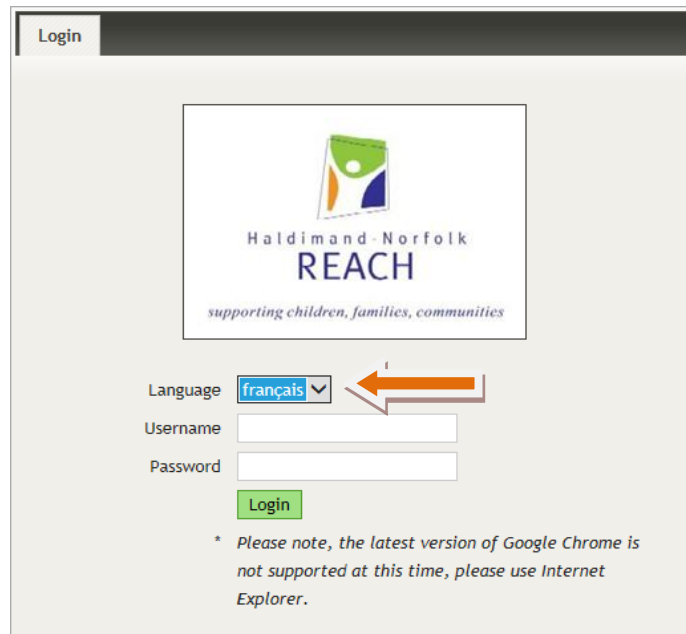 Login
Haldimand-Norfolk
REACH
supporting children, families, communities
Language français
Username
Password
Login
* Please note, the latest version of Google Chrome is
not supported at this time, please use Internet
Explorer.